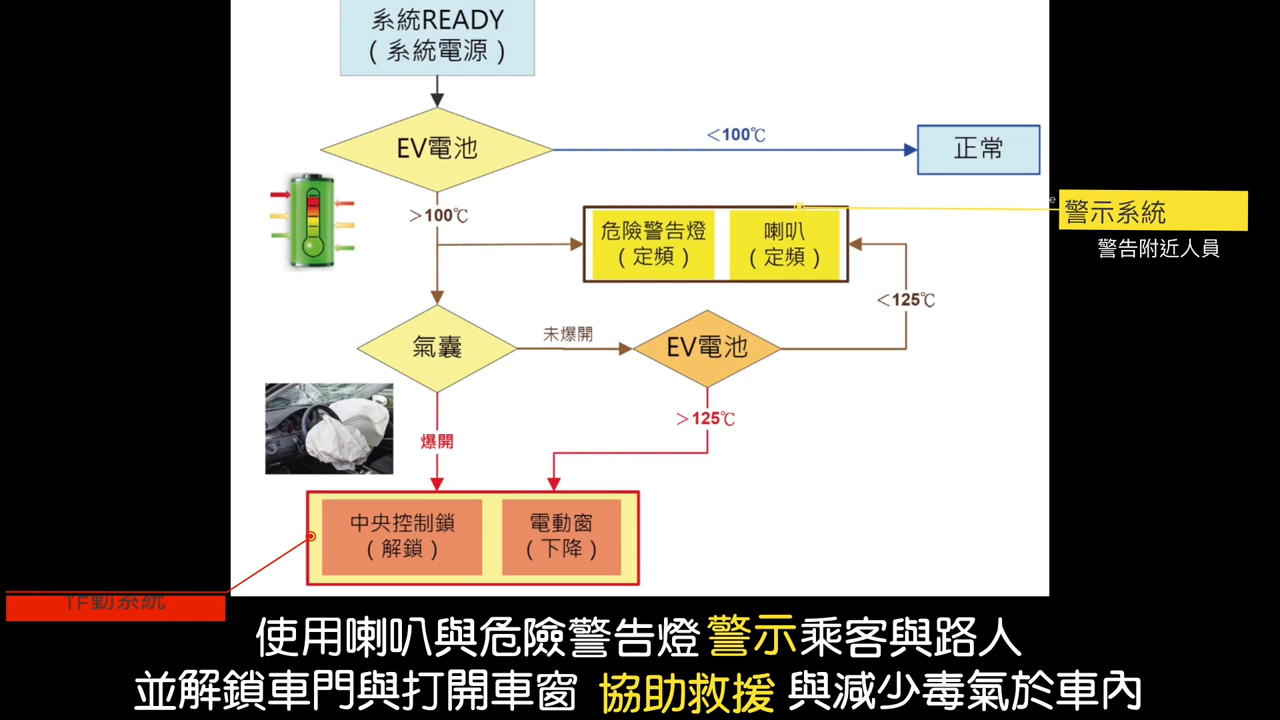 系統READY
（系統電源）
EV電池
＜100℃
正常
＞100℃
危險警告燈
（定頻）
喇叭
（定頻）
警示系統
警告附近人員
＜125℃
氣囊
未爆開
EV電池
＞125℃
爆開
中央控制鎖
（解鎖）
電動窗
（下降）
作動系統
使用喇叭與危險警告燈警示乘客與路人
並解鎖車門與打開車窗 協助救援 與減少毒氣於車內